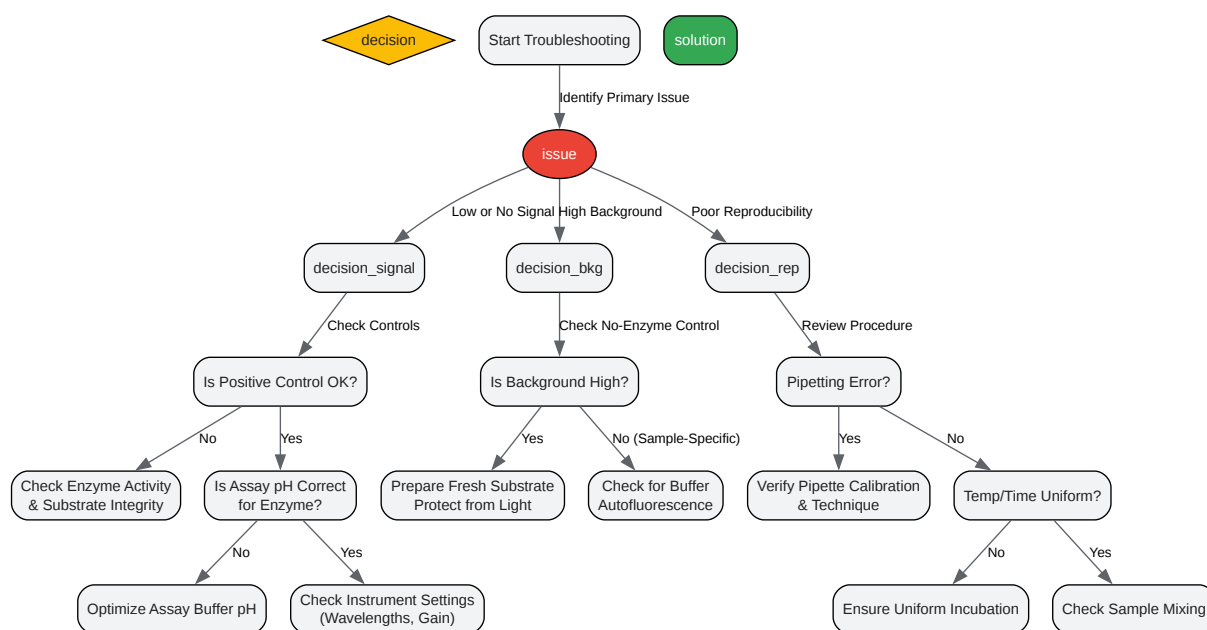 decision
Start Troubleshooting
solution
Identify Primary Issue
issue
Low or No Signal
High Background
Poor Reproducibility
decision_signal
decision_bkg
decision_rep
Check Controls
Check No-Enzyme Control
Review Procedure
Is Positive Control OK?
Is Background High?
Pipetting Error?
No
Yes
Yes
No (Sample-Specific)
Yes
No
Check Enzyme Activity
& Substrate Integrity
Is Assay pH Correct
for Enzyme?
Prepare Fresh Substrate
Protect from Light
Check for Buffer
Autofluorescence
Verify Pipette Calibration
& Technique
Temp/Time Uniform?
No
Yes
No
Yes
Optimize Assay Buffer pH
Check Instrument Settings
(Wavelengths, Gain)
Ensure Uniform Incubation
Check Sample Mixing